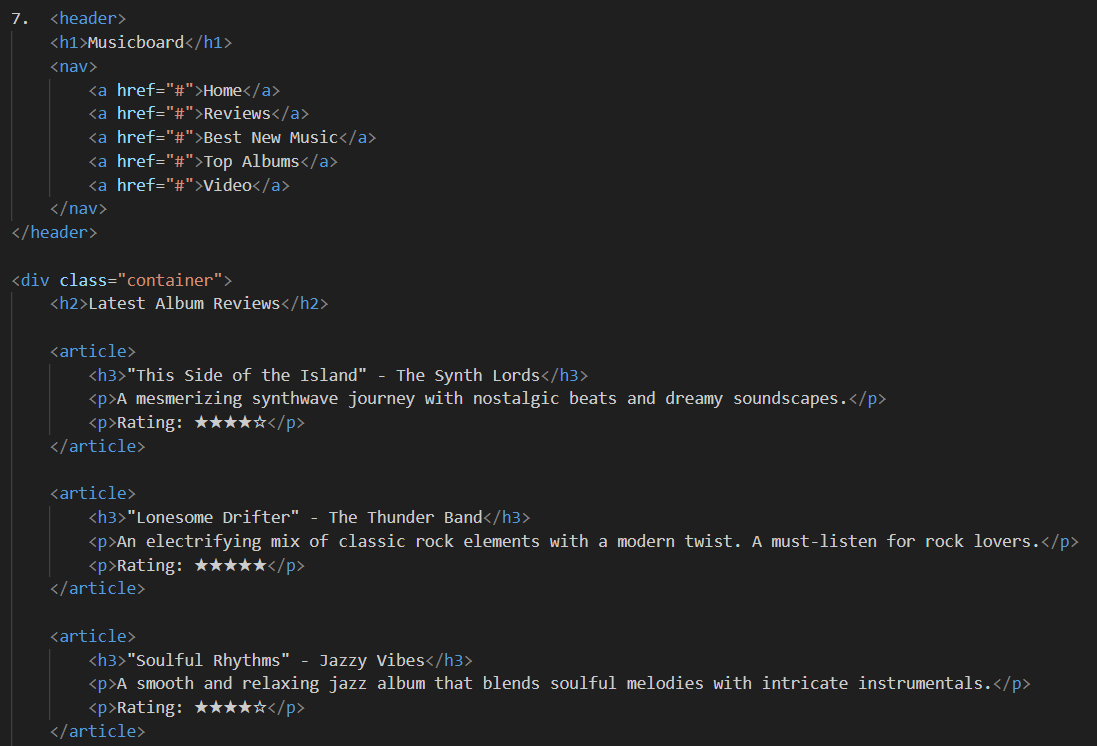 7.  <header>
    <h1>Musicboard</h1>
    <nav>
        <a href="#">Home</a>
        <a href="#">Reviews</a>
        <a href="#">Best New Music</a>
        <a href="#">Top Albums</a>
        <a href="#">Video</a>
    </nav>
</header>

<div class="container">
    <h2>Latest Album Reviews</h2>

    <article>
        <h3>"This Side of the Island" - The Synth Lords</h3>
        <p>A mesmerizing synthwave journey with nostalgic beats and dreamy soundscapes.</p>
        <p>Rating: ★★★★☆</p>
    </article>

    <article>
        <h3>"Lonesome Drifter" - The Thunder Band</h3>
        <p>An electrifying mix of classic rock elements with a modern twist. A must-listen for rock lovers.</p>
        <p>Rating: ★★★★★</p>
    </article>

    <article>
        <h3>"Soulful Rhythms" - Jazzy Vibes</h3>
        <p>A smooth and relaxing jazz album that blends soulful melodies with intricate instrumentals.</p>
        <p>Rating: ★★★★☆</p>
    </article>